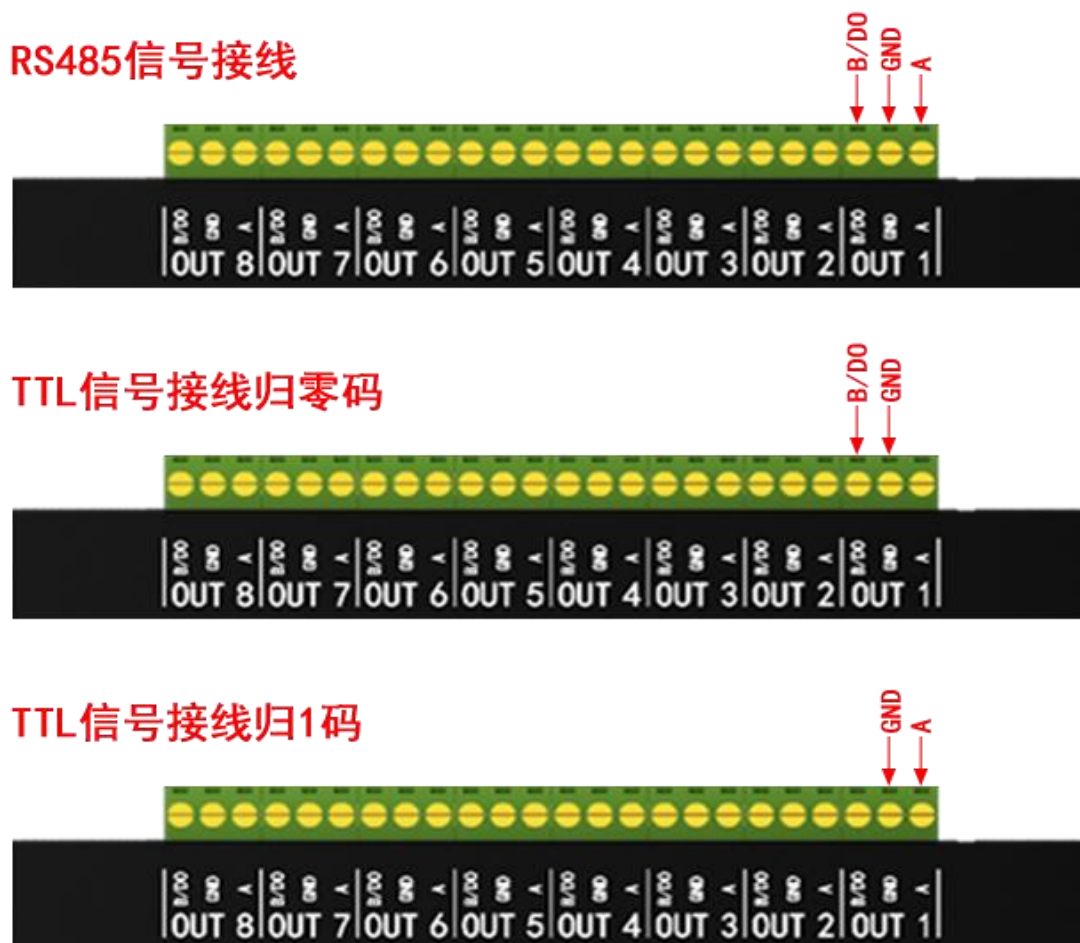 RS485信号接线
B/DO GND A
B/DO GND A B/DO GND A B/DO GND A B/DO GND A B/DO GND A B/DO GND A B/DO GND A B/DO GND A
OUT 8 OUT 7 OUT 6 OUT 5 OUT 4 OUT 3 OUT 2 OUT 1
TTL信号接线归零码
B/DO GND
B/DO GND A B/DO GND A B/DO GND A B/DO GND A B/DO GND A B/DO GND A B/DO GND A B/DO GND A
OUT 8 OUT 7 OUT 6 OUT 5 OUT 4 OUT 3 OUT 2 OUT 1
TTL信号接线归1码
GND A
B/DO GND A B/DO GND A B/DO GND A B/DO GND A B/DO GND A B/DO GND A B/DO GND A B/DO GND A
OUT 8 OUT 7 OUT 6 OUT 5 OUT 4 OUT 3 OUT 2 OUT 1